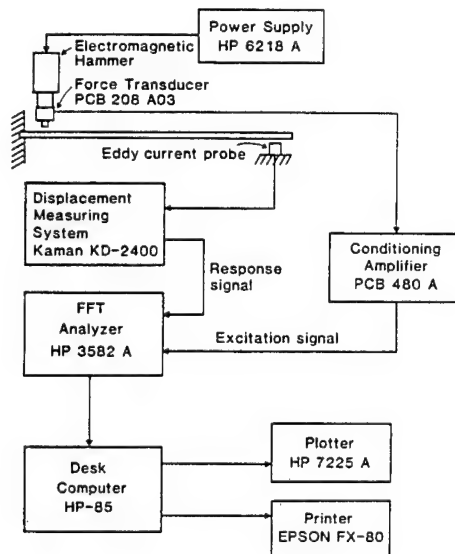 Power Supply
HP 6218 A
Electromagnetic
Hammer
Force Transducer
PCB 208 A03
Eddy current probe
Displacement
Measuring
System
Kaman KD-2400
Response
signal
Conditioning
Amplifier
PCB 480 A
FFT
Analyzer
HP 3582 A
Excitation signal
Desk
Computer
HP-85
Plotter
HP 7225 A
Printer
EPSON FX-80